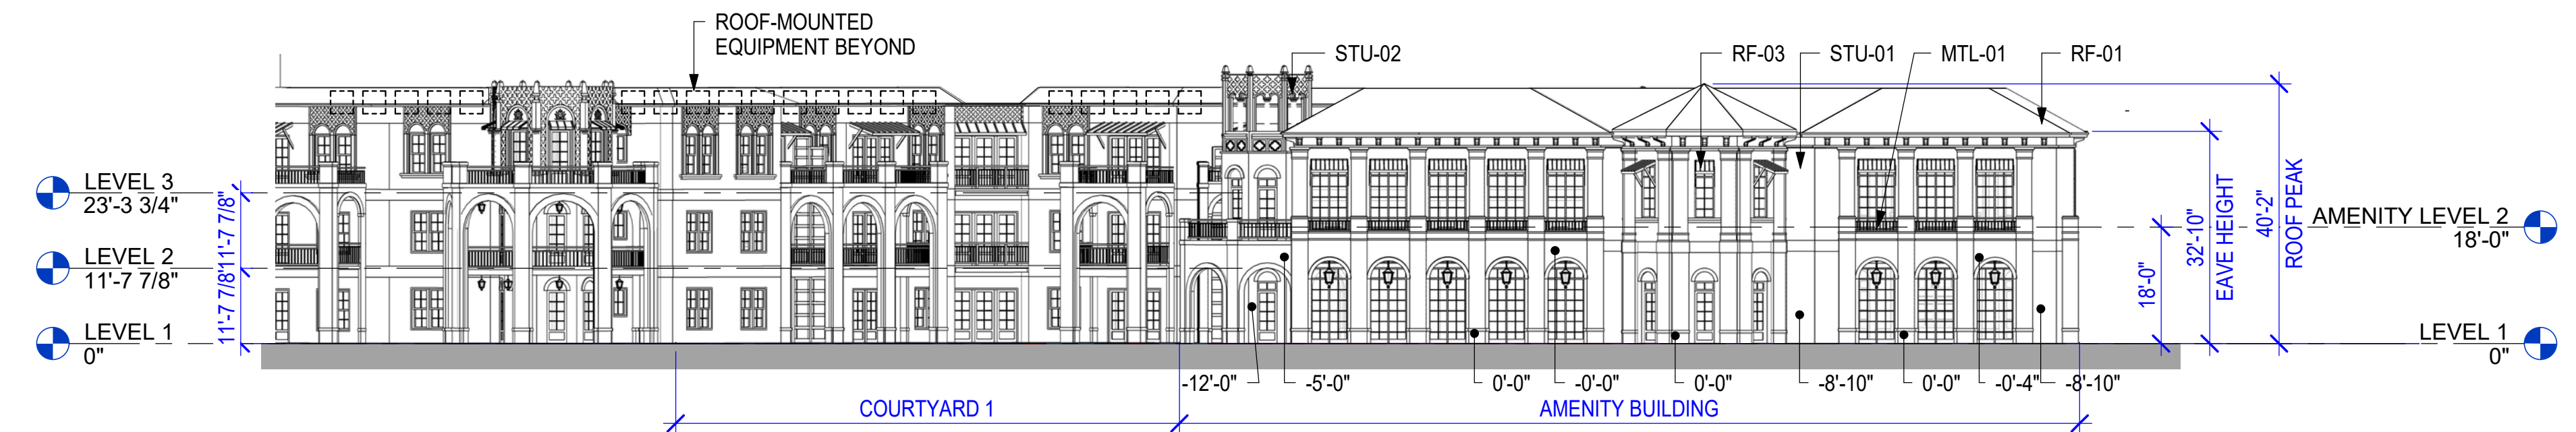 ROOF-MOUNTED
EQUIPMENT BEYOND
STU-02
RF-03
STU-01
MTL-01
RF-01
LEVEL 3
23'-3 3/4"
LEVEL 2
11'-7 7/8"
LEVEL 1
0"
11'-7 7/8"
11'-7 7/8"
18'-0"
32'-10"
EAVE HEIGHT
40'-2"
ROOF PEAK
AMENITY LEVEL 2
18'-0"
LEVEL 1
0"
-12'-0"
-5'-0"
0'-0"
-0'-0"
0'-0"
-8'-10"
0'-0"
-0'-4"
-8'-10"
COURTYARD 1
AMENITY BUILDING